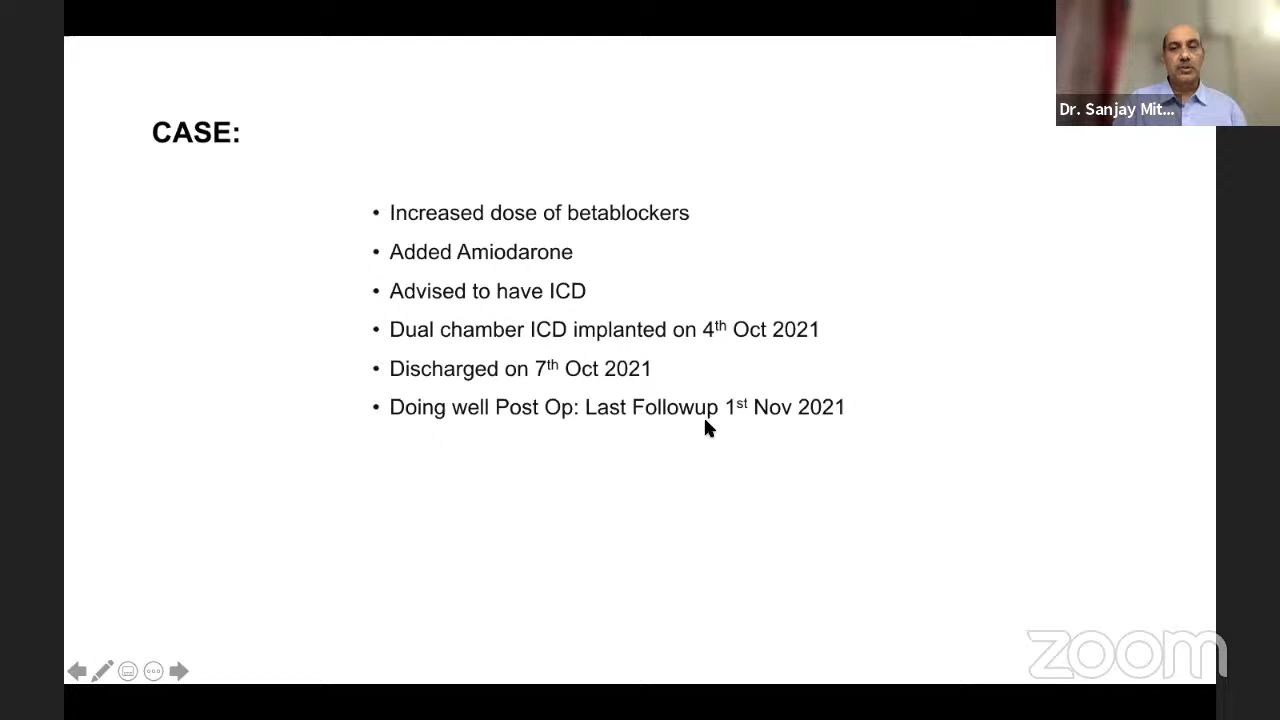 Dr. Sanjay Mit...
CASE:
• Increased dose of betablockers
• Added Amiodarone
• Advised to have ICD
• Dual chamber ICD implanted on 4th Oct 2021
• Discharged on 7th Oct 2021
• Doing well Post Op: Last Followup 1st Nov 2021
zoom